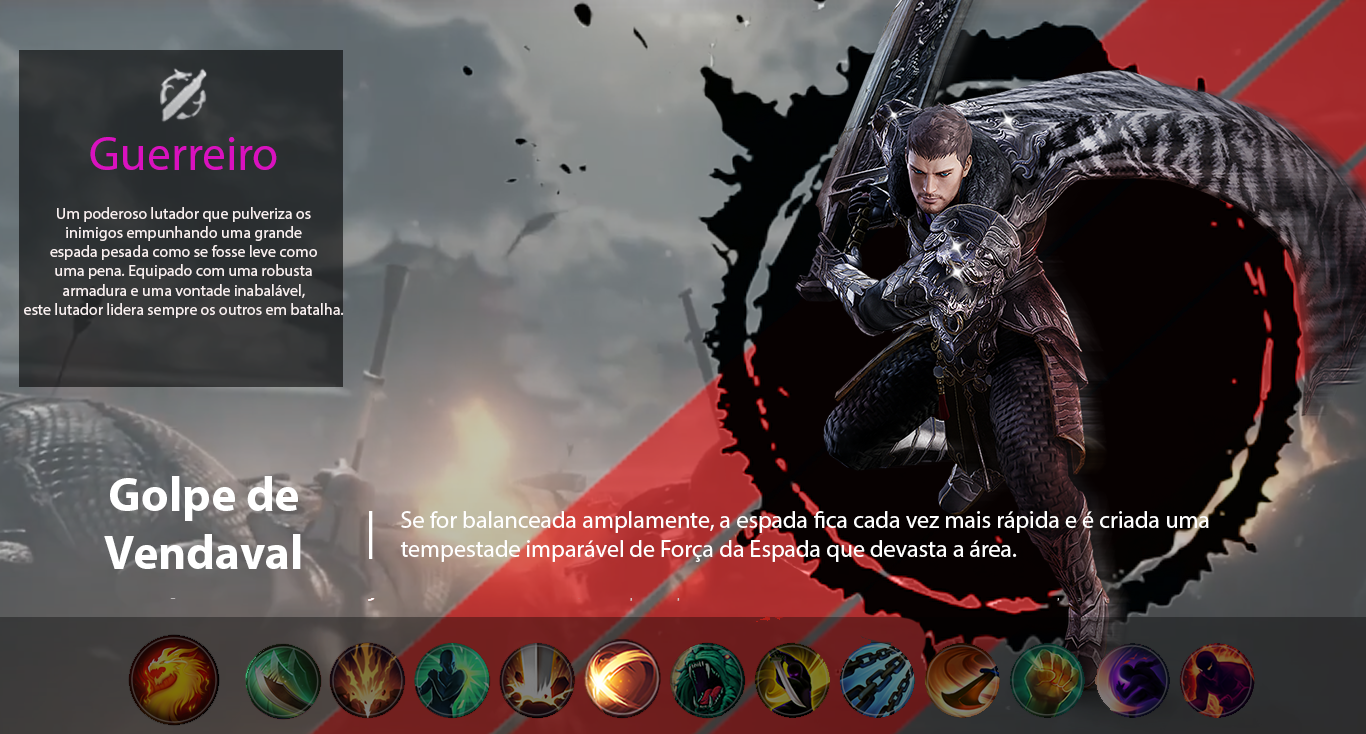 Guerreiro
Um poderoso lutador que pulveriza os
inimigos empunhando uma grande
espada pesada como se fosse leve como
uma pena. Equipado com uma robusta
armadura e uma vontade inabalável,
este lutador lidera sempre os outros em batalha.
Golpe de
Vendaval
Se for balanceada amplamente, a espada fica cada vez mais rápida e é criada uma
tempestade imparável de Força da Espada que devasta a área.